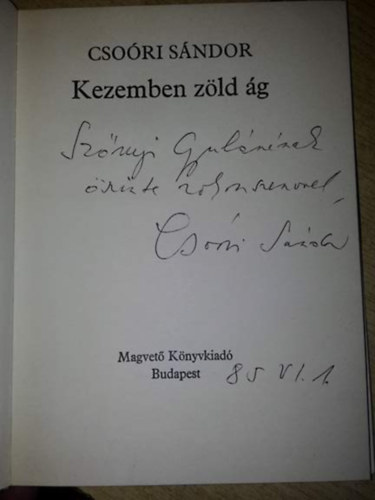 CSOÓRI SÁNDOR
Kezemben zöld ág
Szőnyi Gyulának
őszinte rokonszenvvel,
Csoóri Sándor
Magvető Könyvkiadó
Budapest
85 VI. 1.